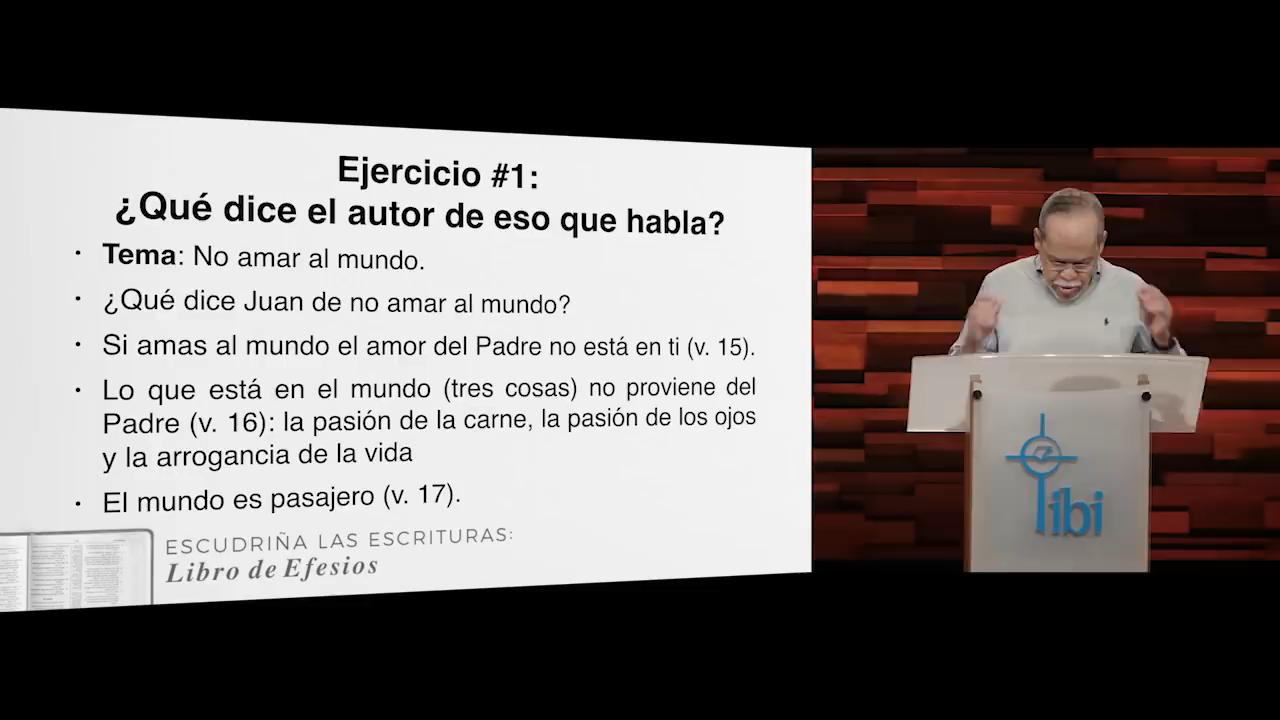 Ejercicio #1:
¿Qué dice el autor de eso que habla?
• Tema: No amar al mundo.
• ¿Qué dice Juan de no amar al mundo?
• Si amas al mundo el amor del Padre no está en ti (v. 15).
• Lo que está en el mundo (tres cosas) no proviene del
Padre (v. 16): la pasión de la carne, la pasión de los ojos
y la arrogancia de la vida
• El mundo es pasajero (v. 17).
ESCUDRIÑA LAS ESCRITURAS:
Libro de Efesios
ibi